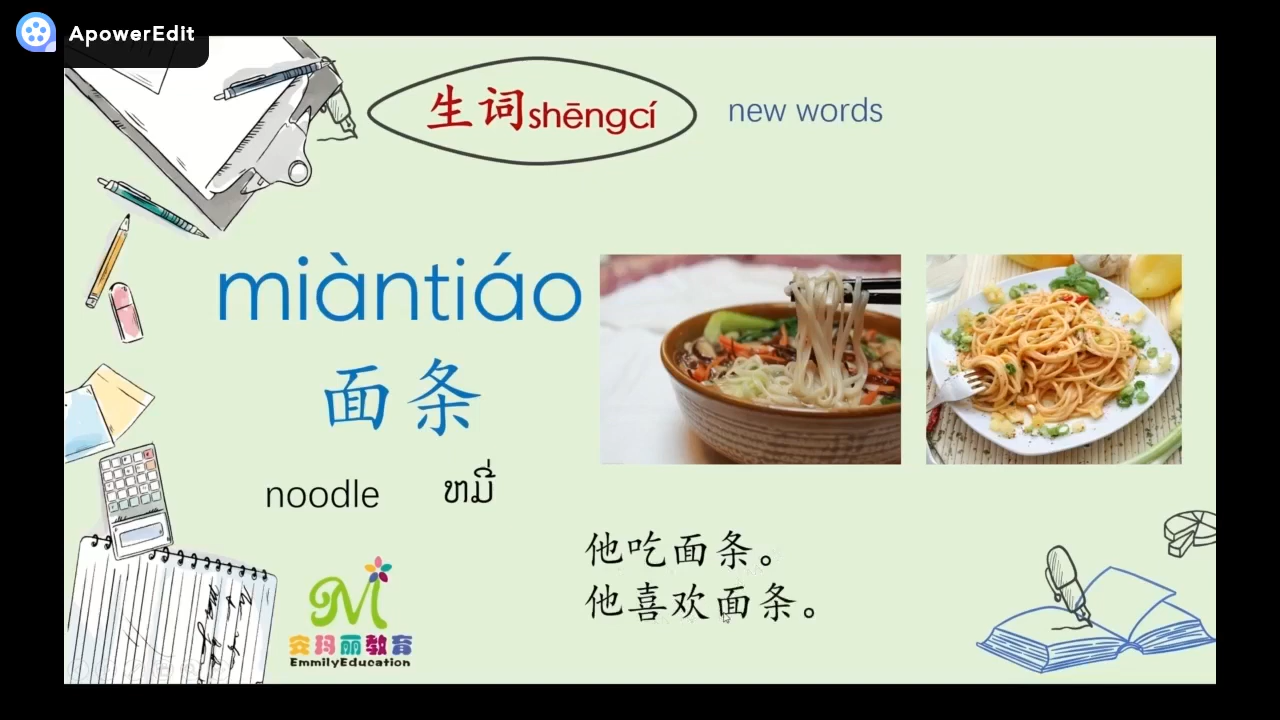 ApowerEdit
生词shēngcí
new words
miàntiáo
面条
noodle
ຫມີ່
他吃面条。
他喜欢面条。
M
安玛丽教育
EmmilyEducation